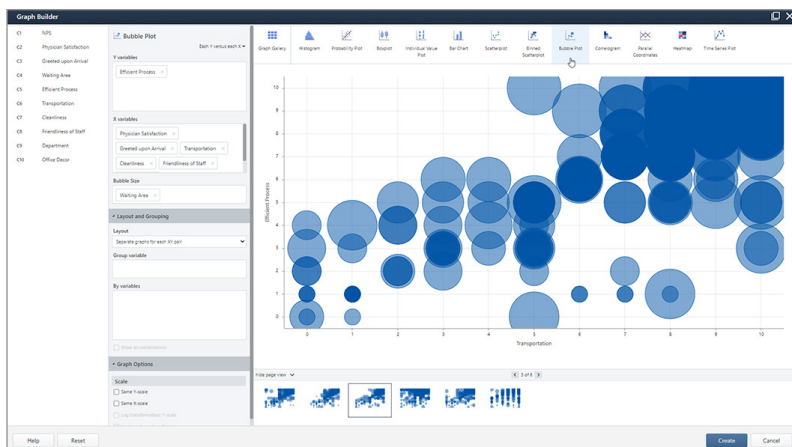 Graph Builder
C1 NPS
C2 Physician Satisfaction
C3 Greeted upon Arrival
C4 Waiting Area
C5 Efficient Process
C6 Transportation
C7 Cleanliness
C8 Friendliness of Staff
C9 Department
C10 Office Decor
Bubble Plot
Each Y versus each X
Y variables
Efficient Process ×
X variables
Physician Satisfaction ×
Greeted upon Arrival × Transportation ×
Cleanliness × Friendliness of Staff ×
Bubble Size
Waiting Area ×
Layout and Grouping
Layout
Separate graphs for each XY pair
Group variable
By variables
Show all combinations
Graph Options
Scale
Same Y-scale
Same X-scale
Log transformation: Y-scale
Graph Gallery
Histogram
Probability Plot
Boxplot
Individual Value Plot
Bar Chart
Scatterplot
Binned Scatterplot
Bubble Plot
Correlogram
Parallel Coordinates
Heatmap
Time Series Plot
Efficient Process
10
9
8
7
6
5
4
3
2
1
0
0 1 2 3 4 5 6 7 8 9 10
Transportation
Hide page view
3 of 6
Help Reset
Create Cancel